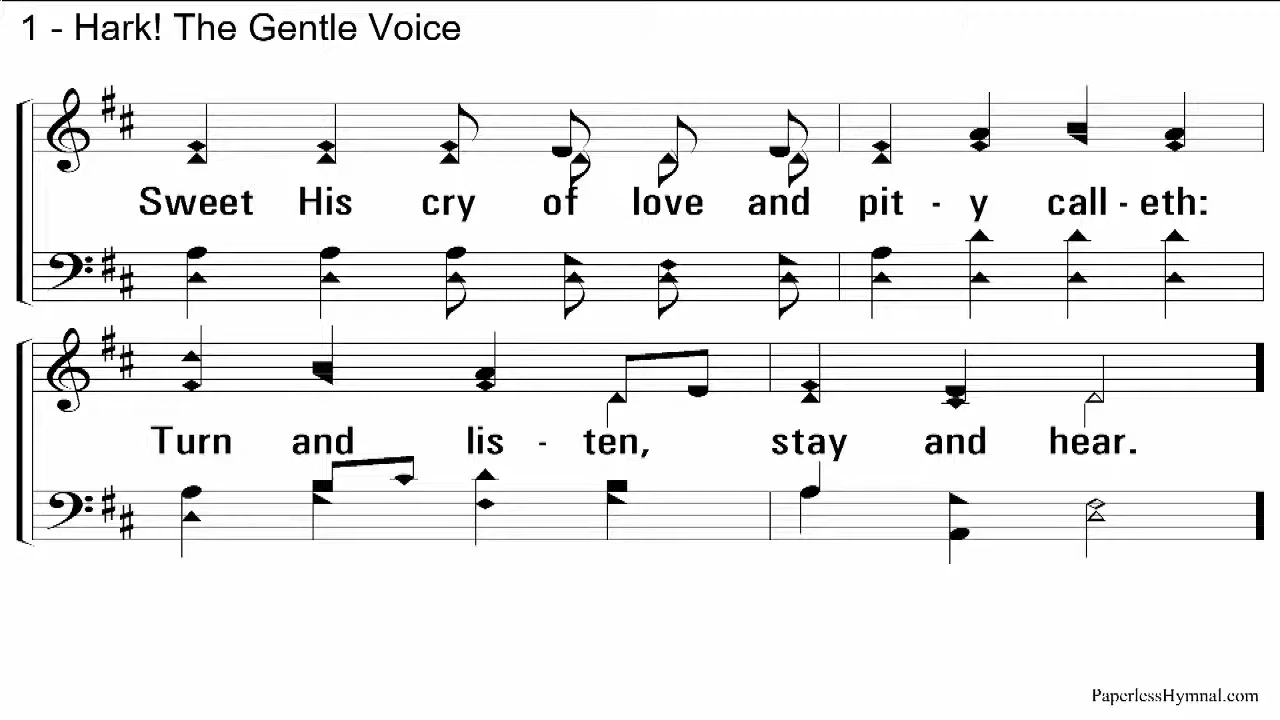 1 - Hark! The Gentle Voice
Sweet His cry of love and pit - y call - eth:
Turn and lis - ten, stay and hear.
PaperlessHymnal.com